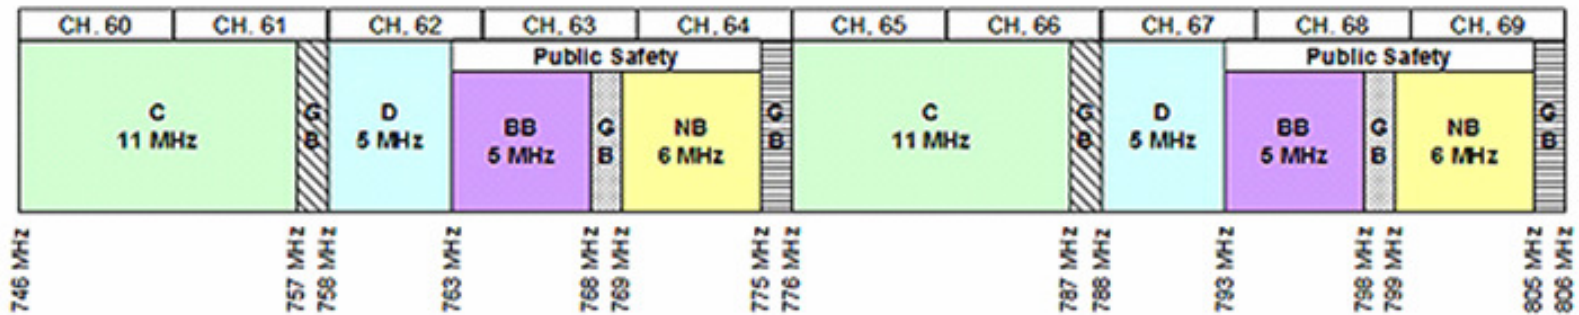 CH. 60 CH. 61 CH. 62 CH. 63 CH. 64 CH. 65 CH. 66 CH. 67 CH. 68 CH. 69
Public Safety Public Safety
C G D BB G NB G C G D BB G NB G
11 MHz B 5 MHz 5 MHz B 6 MHz B 11 MHz B 5 MHz 5 MHz B 6 MHz B
746 MHz 757 MHz 758 MHz 763 MHz 768 MHz 769 MHz 775 MHz 776 MHz 787 MHz 788 MHz 793 MHz 798 MHz 799 MHz 805 MHz 806 MHz